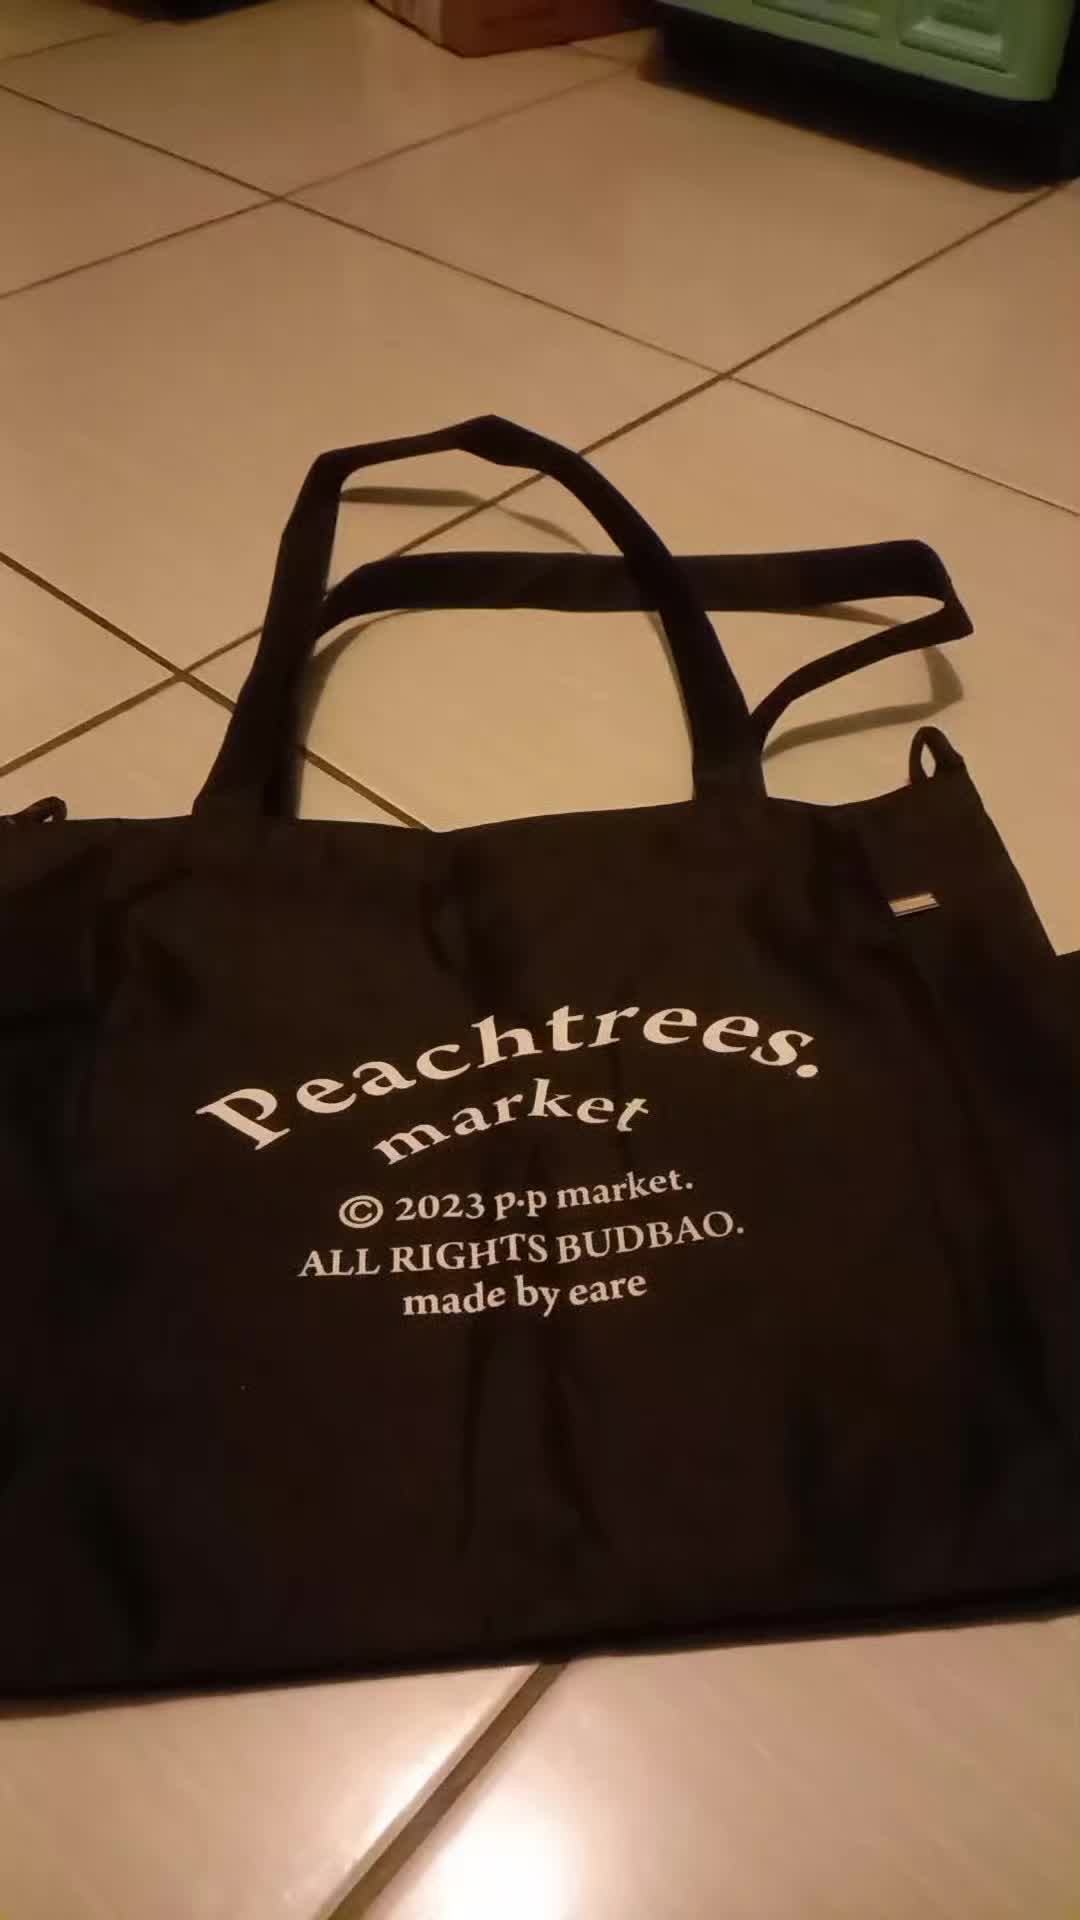 Peachtrees.
market
© 2023 p·p market.
ALL RIGHTS BUDBAO.
made by eare